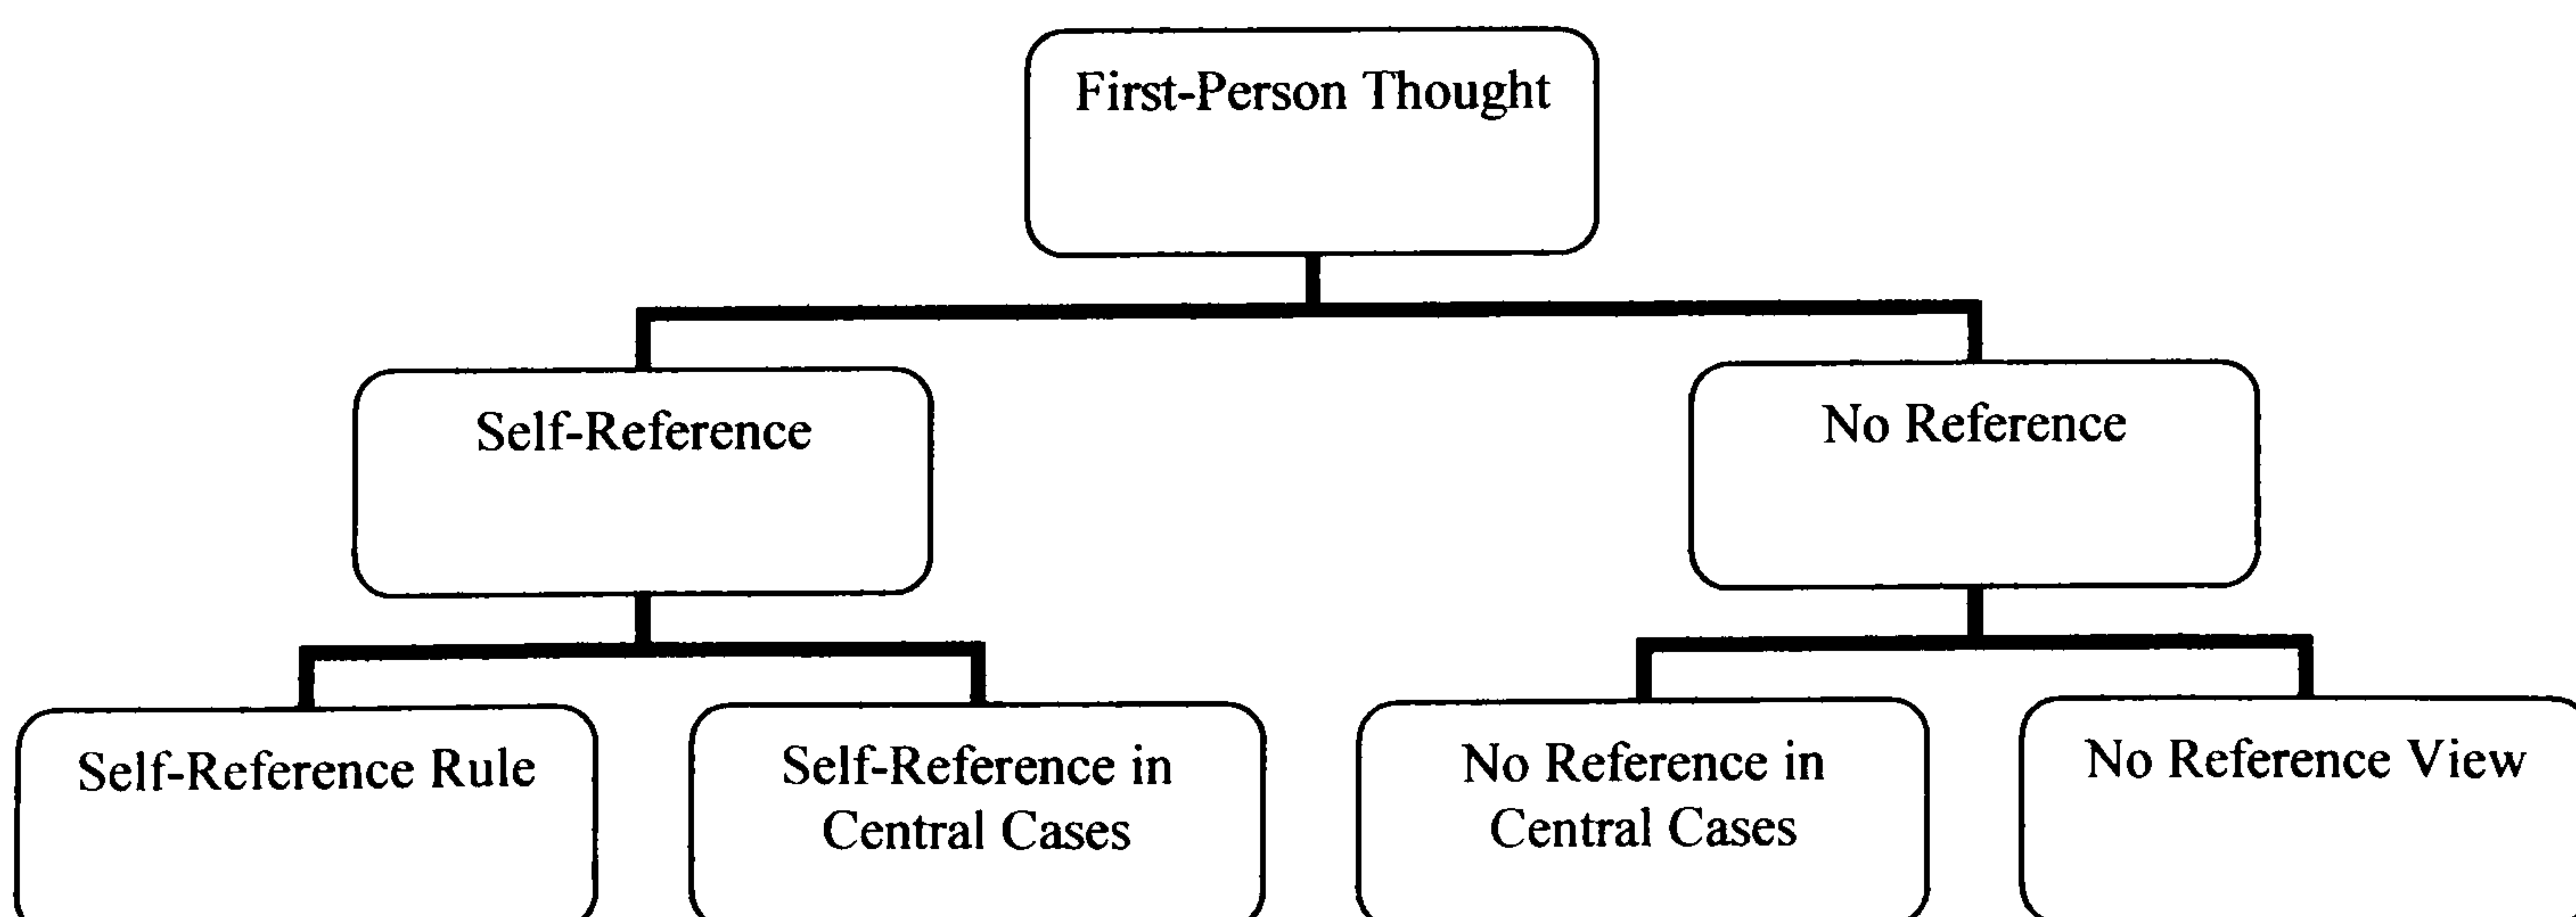 First-Person Thought
Self-Reference
No Reference
Self-Reference Rule
Self-Reference in
Central Cases
No Reference in
Central Cases
No Reference View